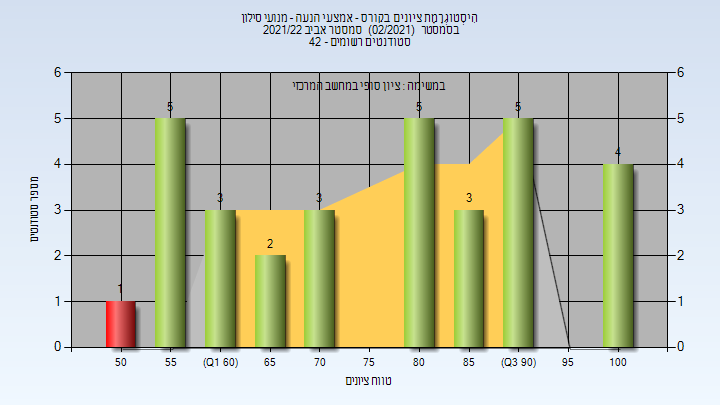 היסטוגרמת ציונים בקורס - אמצעי הנעה - מנועי סילון
בסמסטר (02/2021) סמסטר אביב 2021/22
סטודנטים רשומים - 42
במשימה : ציון סופי במחשב המרכזי
מספר סטודנטים
6 6
5 5
4 4
3 3
2 2
1 1
0 0
1 5 3 2 3 5 3 5 4
50 55 (Q1 60) 65 70 75 80 85 (Q3 90) 95 100
טווח ציונים